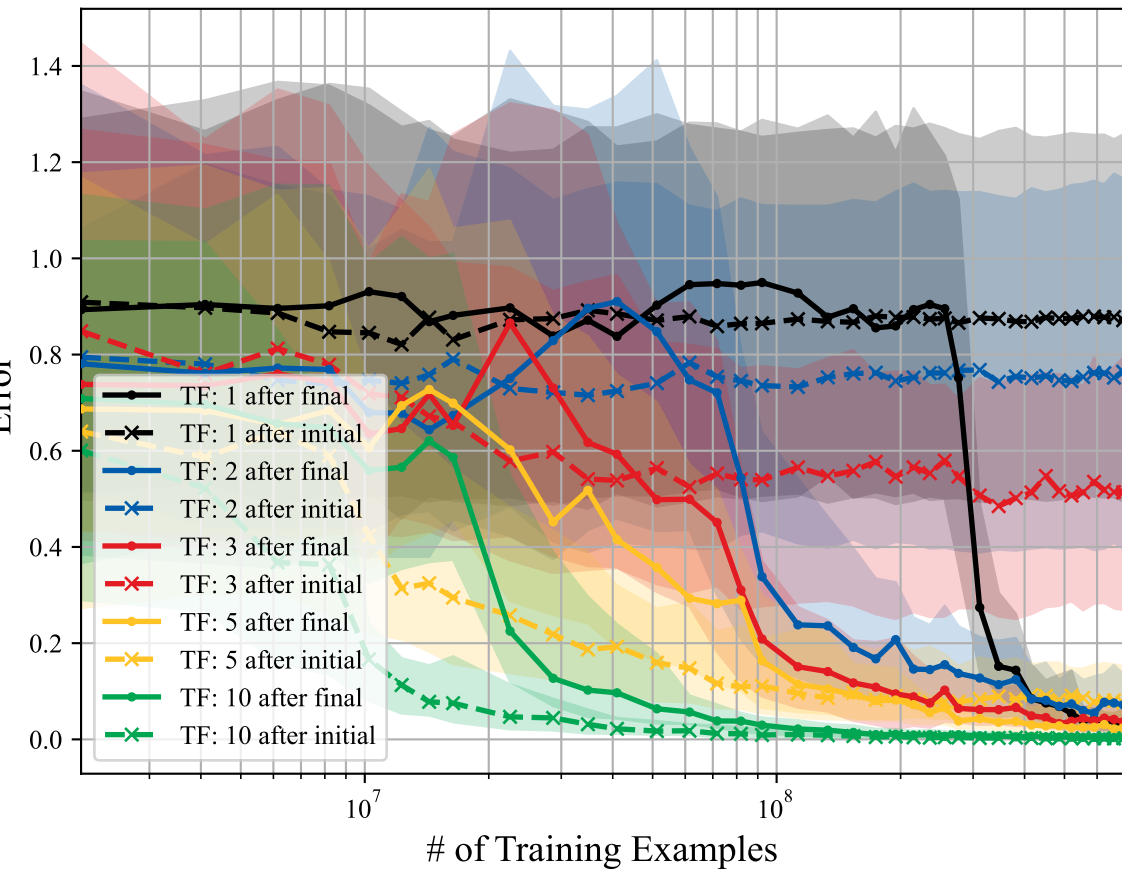 1.4
1.2
1.0
0.8
0.6
0.4
0.2
0.0
Error
TF: 1 after final
TF: 1 after initial
TF: 2 after final
TF: 2 after initial
TF: 3 after final
TF: 3 after initial
TF: 5 after final
TF: 5 after initial
TF: 10 after final
TF: 10 after initial
10⁷
10⁸
# of Training Examples